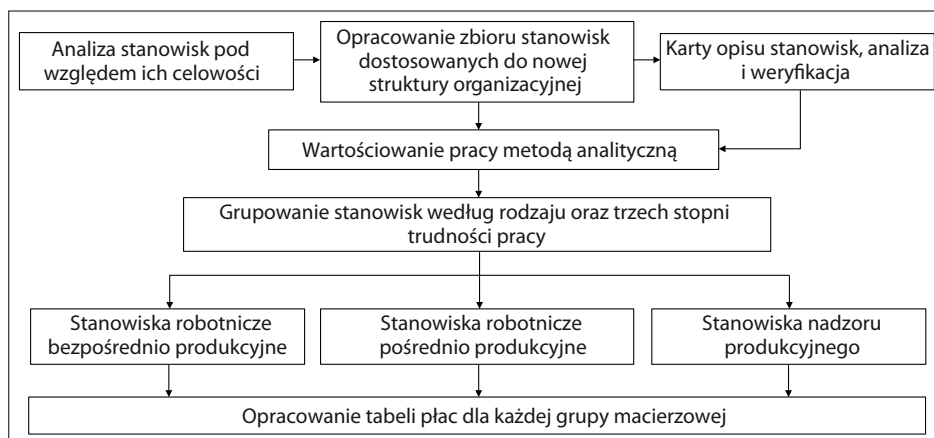 Analiza stanowisk pod
względem ich celowości
Opracowanie zbioru stanowisk
dostosowanych do nowej
struktury organizacyjnej
Karty opisu stanowisk, analiza
i weryfikacja
Wartościowanie pracy metodą analityczną
Grupowanie stanowisk według rodzaju oraz trzech stopni
trudności pracy
Stanowiska robotnicze
bezpośrednio produkcyjne
Stanowiska robotnicze
pośrednio produkcyjne
Stanowiska nadzoru
produkcyjnego
Opracowanie tabeli płac dla każdej grupy macierzowej